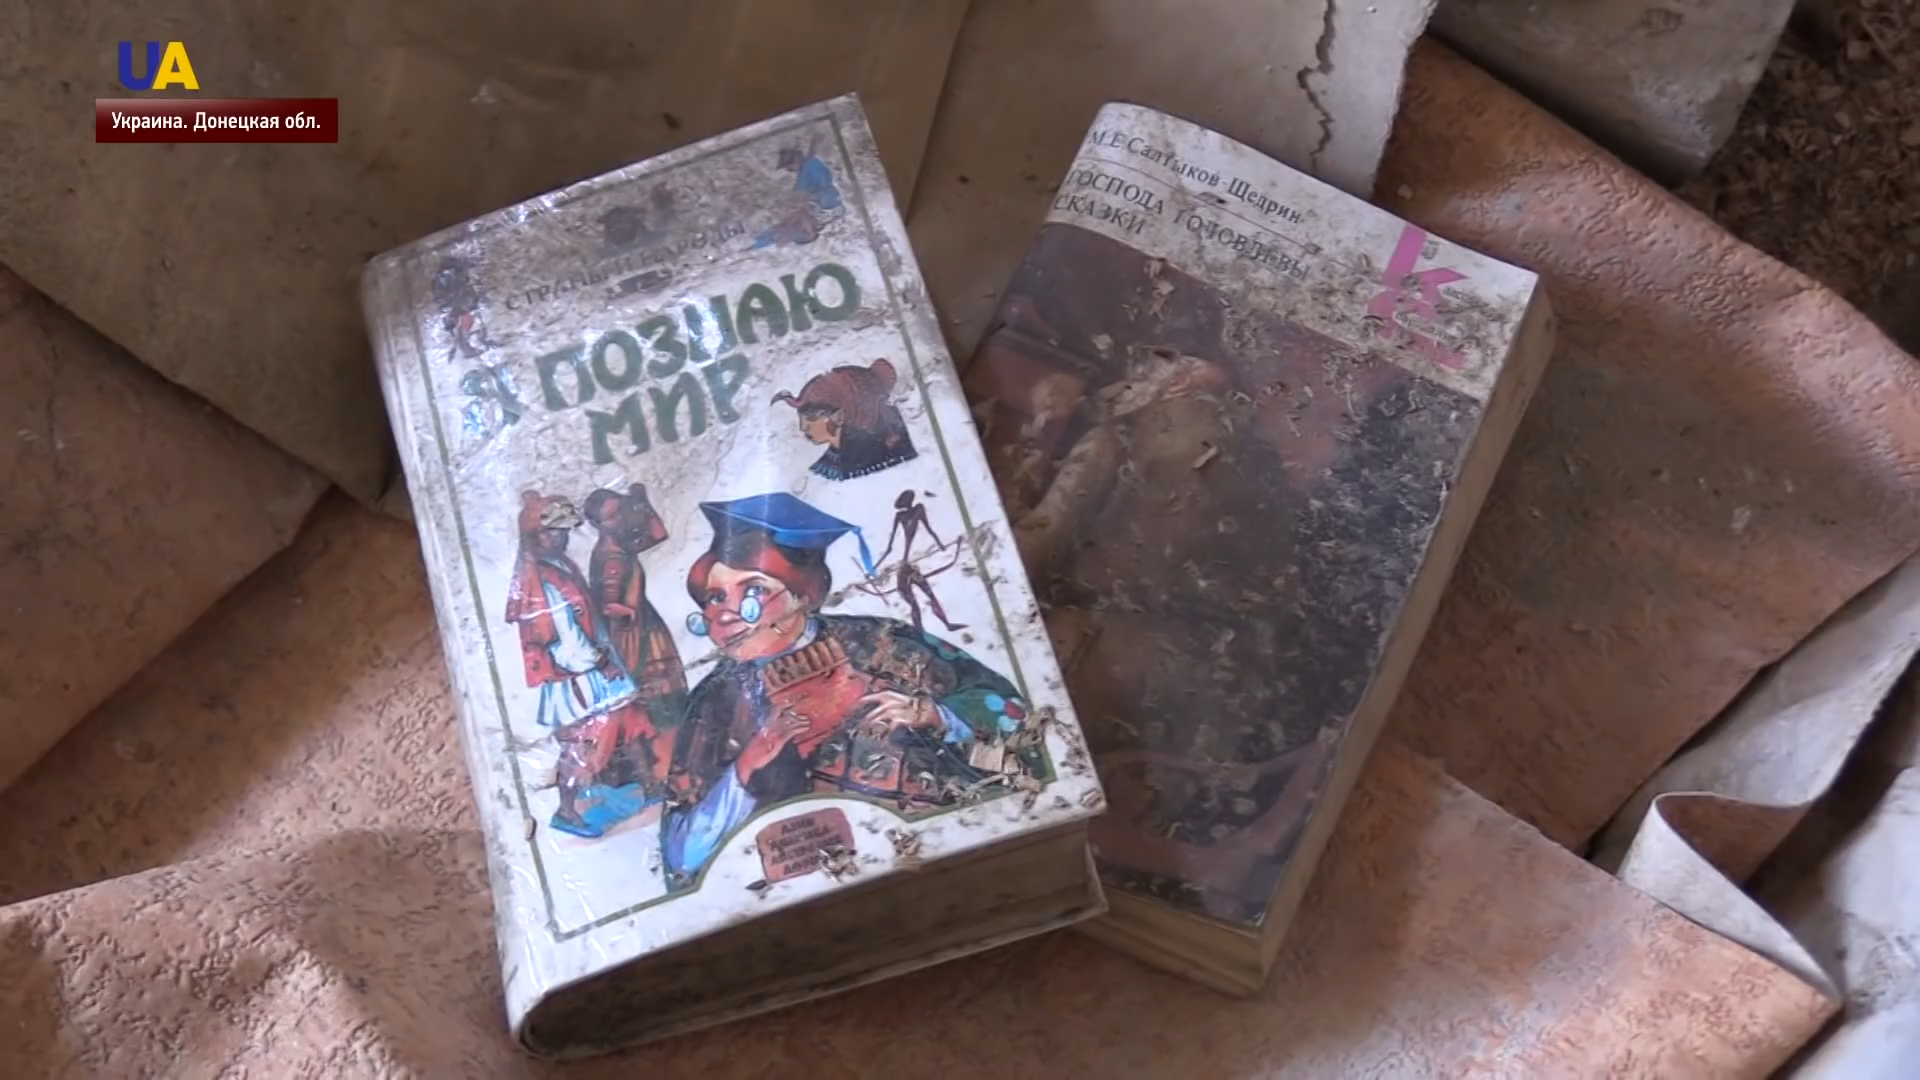 UA
Украина. Донецкая обл.
СТРАНЫ И НАРОДЫ
Я ПОЗНАЮ
МИР
М.Е.Салтыков-Щедрин
ГОСПОДА ГОЛОВЛЕВЫ
СКАЗКИ